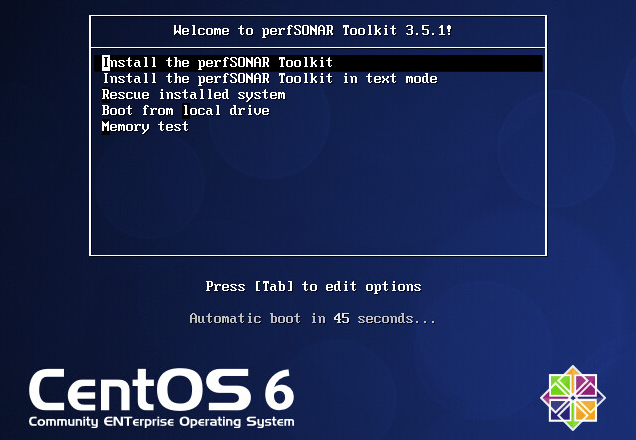 Welcome to perfSONAR Toolkit 3.5.1!
Install the perfSONAR Toolkit
Install the perfSONAR Toolkit in text mode
Rescue installed system
Boot from local drive
Memory test
Press [Tab] to edit options
Automatic boot in 45 seconds...
CentOS 6
Community ENTerprise Operating System